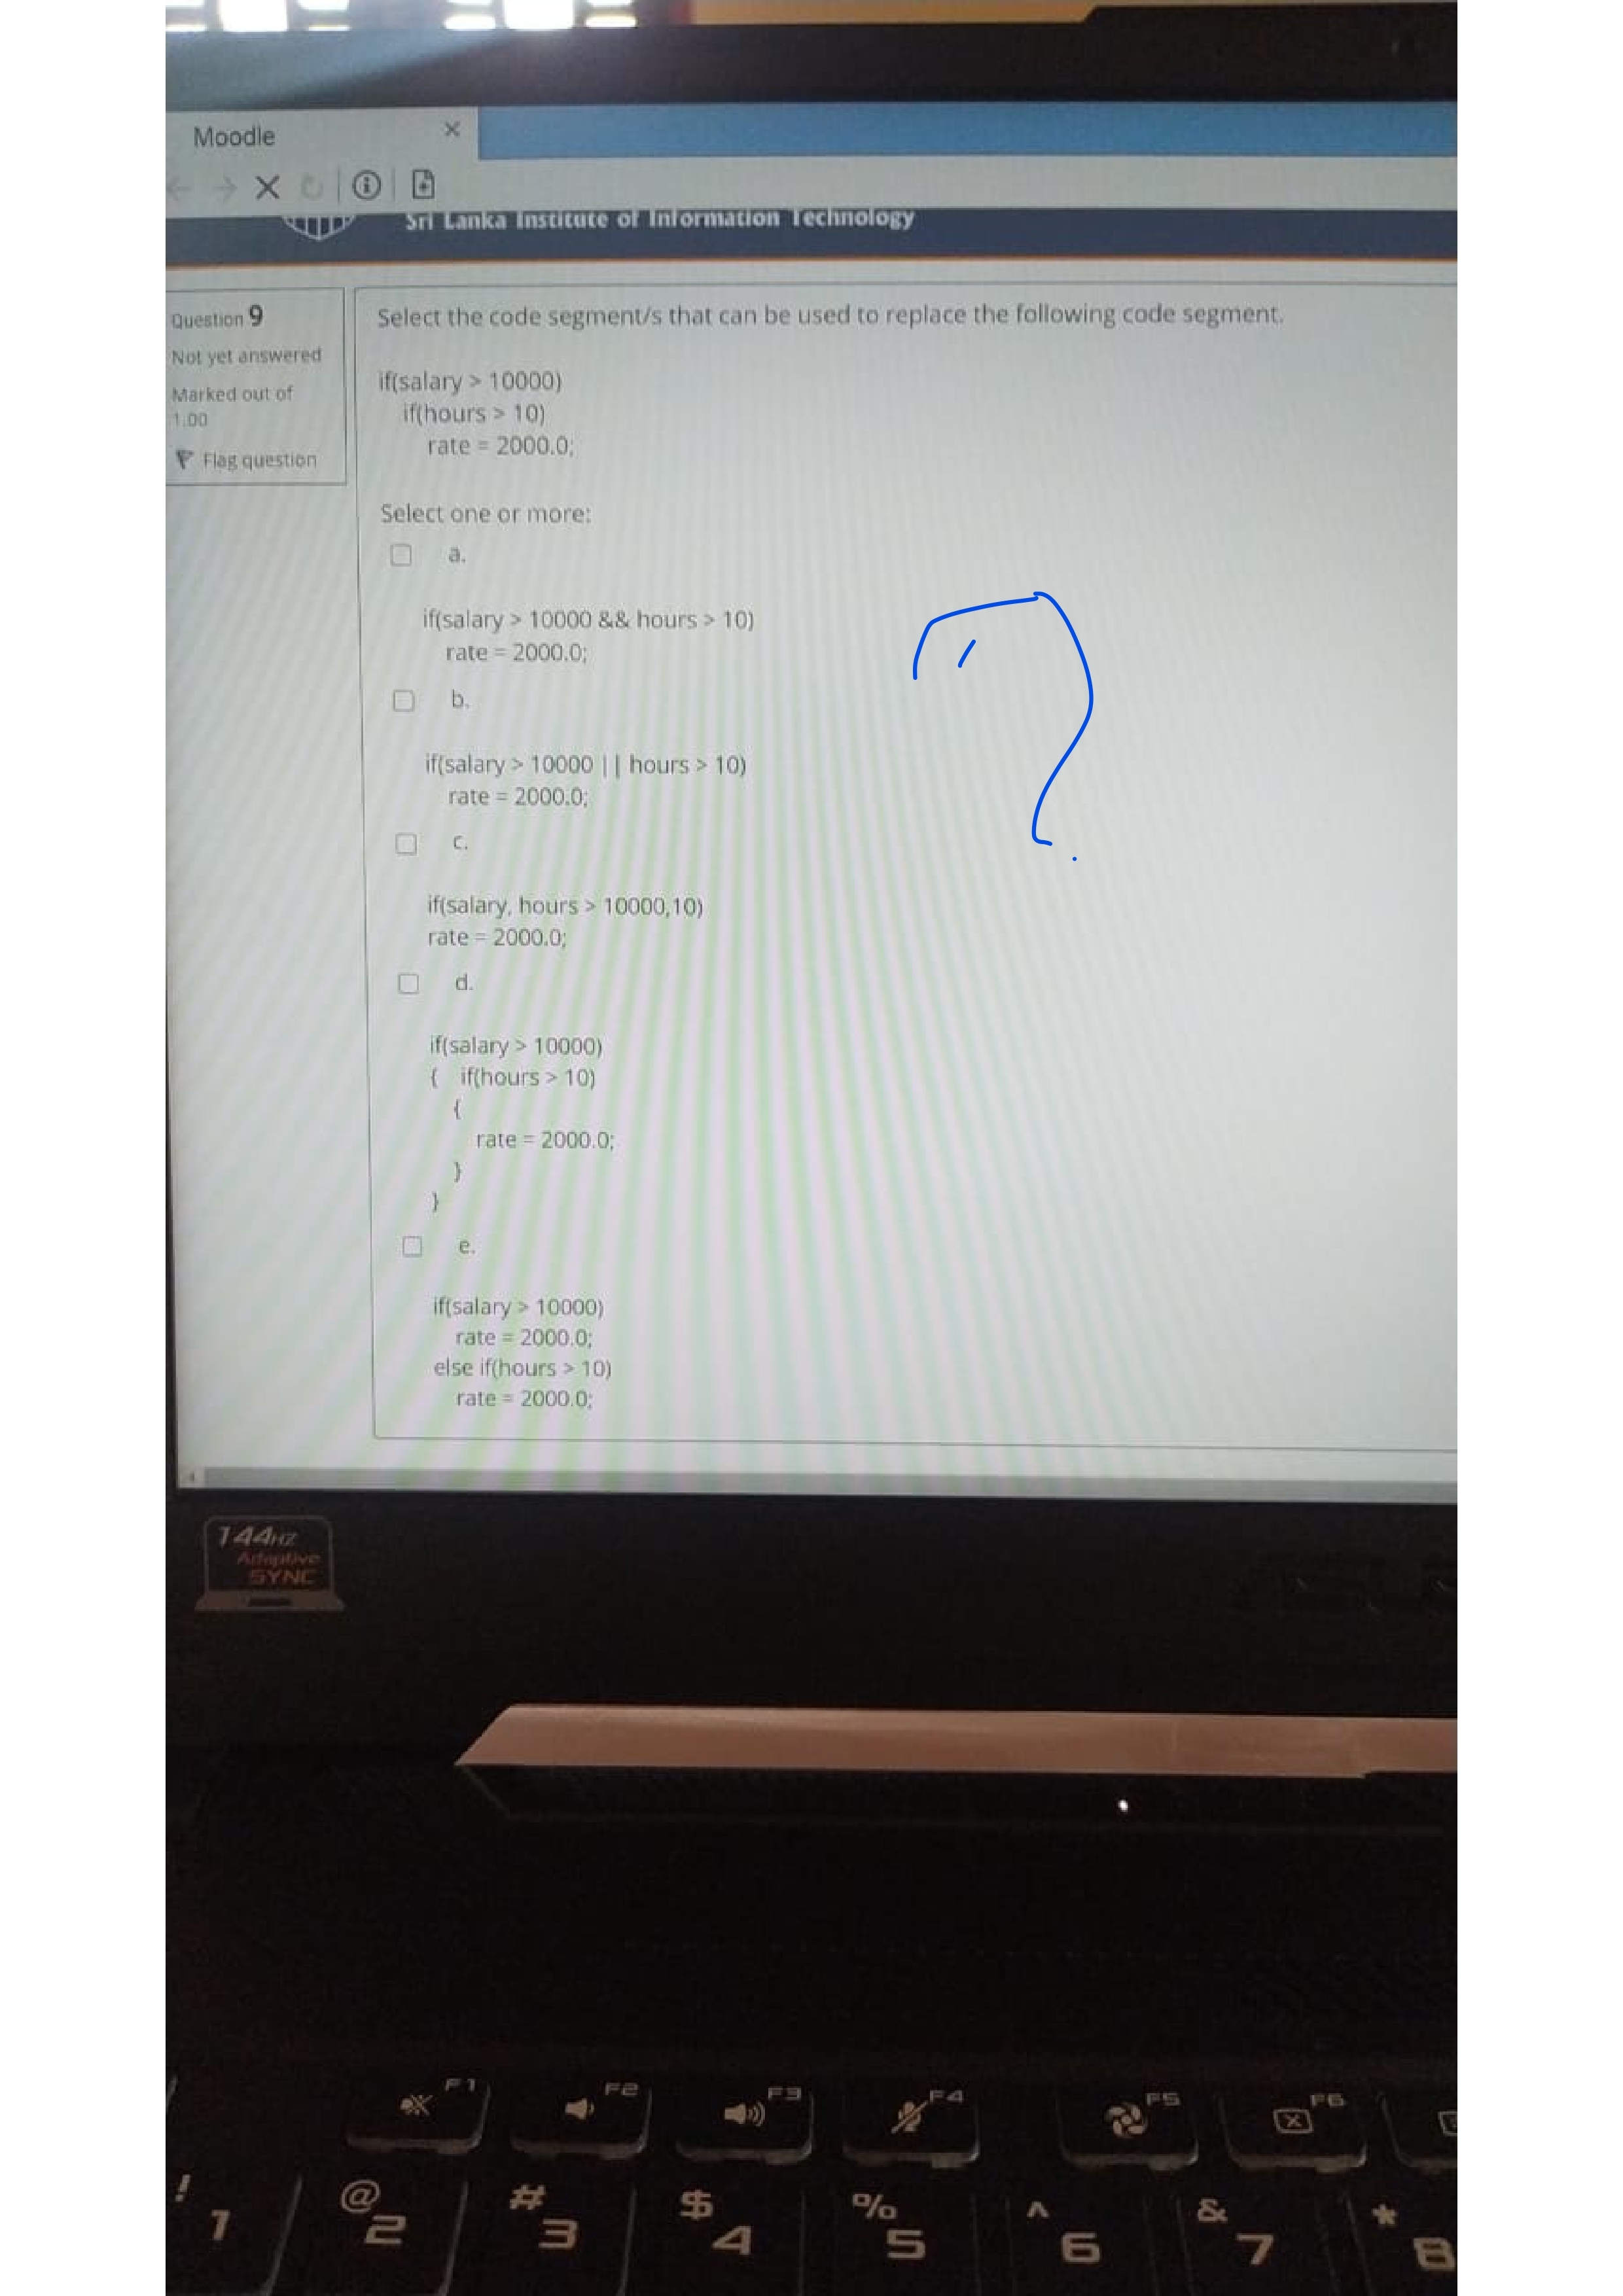 Moodle
Sri Lanka Institute of Information Technology
Question 9
Not yet answered
Marked out of
1.00
Flag question
Select the code segment/s that can be used to replace the following code segment.
if(salary > 10000)
if(hours > 10)
rate = 2000.0;
Select one or more:
a.
if(salary > 10000 && hours > 10)
rate = 2000.0;
b.
if(salary > 10000 || hours > 10)
rate = 2000.0;
c.
if(salary, hours > 10000,10)
rate = 2000.0;
d.
if(salary > 10000)
{ if(hours > 10)
{
rate = 2000.0;
}
}
e.
if(salary > 10000)
rate = 2000.0;
else if(hours > 10)
rate = 2000.0;
?
144HZ
Adaptive
SYNC
F1 F2 F3 F4 F5 F6
! @ # $ % ^ & *
1 2 3 4 5 6 7 8